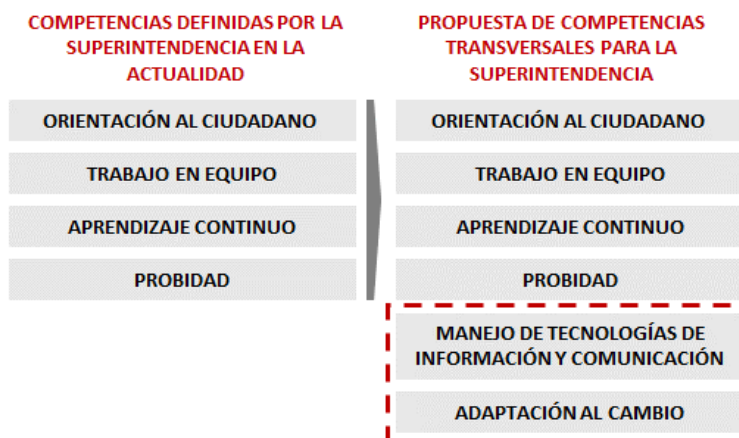 COMPETENCIAS DEFINIDAS POR LA
SUPERINTENDENCIA EN LA
ACTUALIDAD
ORIENTACIÓN AL CIUDADANO
TRABAJO EN EQUIPO
APRENDIZAJE CONTINUO
PROBIDAD
PROPUESTA DE COMPETENCIAS
TRANSVERSALES PARA LA
SUPERINTENDENCIA
ORIENTACIÓN AL CIUDADANO
TRABAJO EN EQUIPO
APRENDIZAJE CONTINUO
PROBIDAD
MANEJO DE TECNOLOGÍAS DE
INFORMACIÓN Y COMUNICACIÓN
ADAPTACIÓN AL CAMBIO